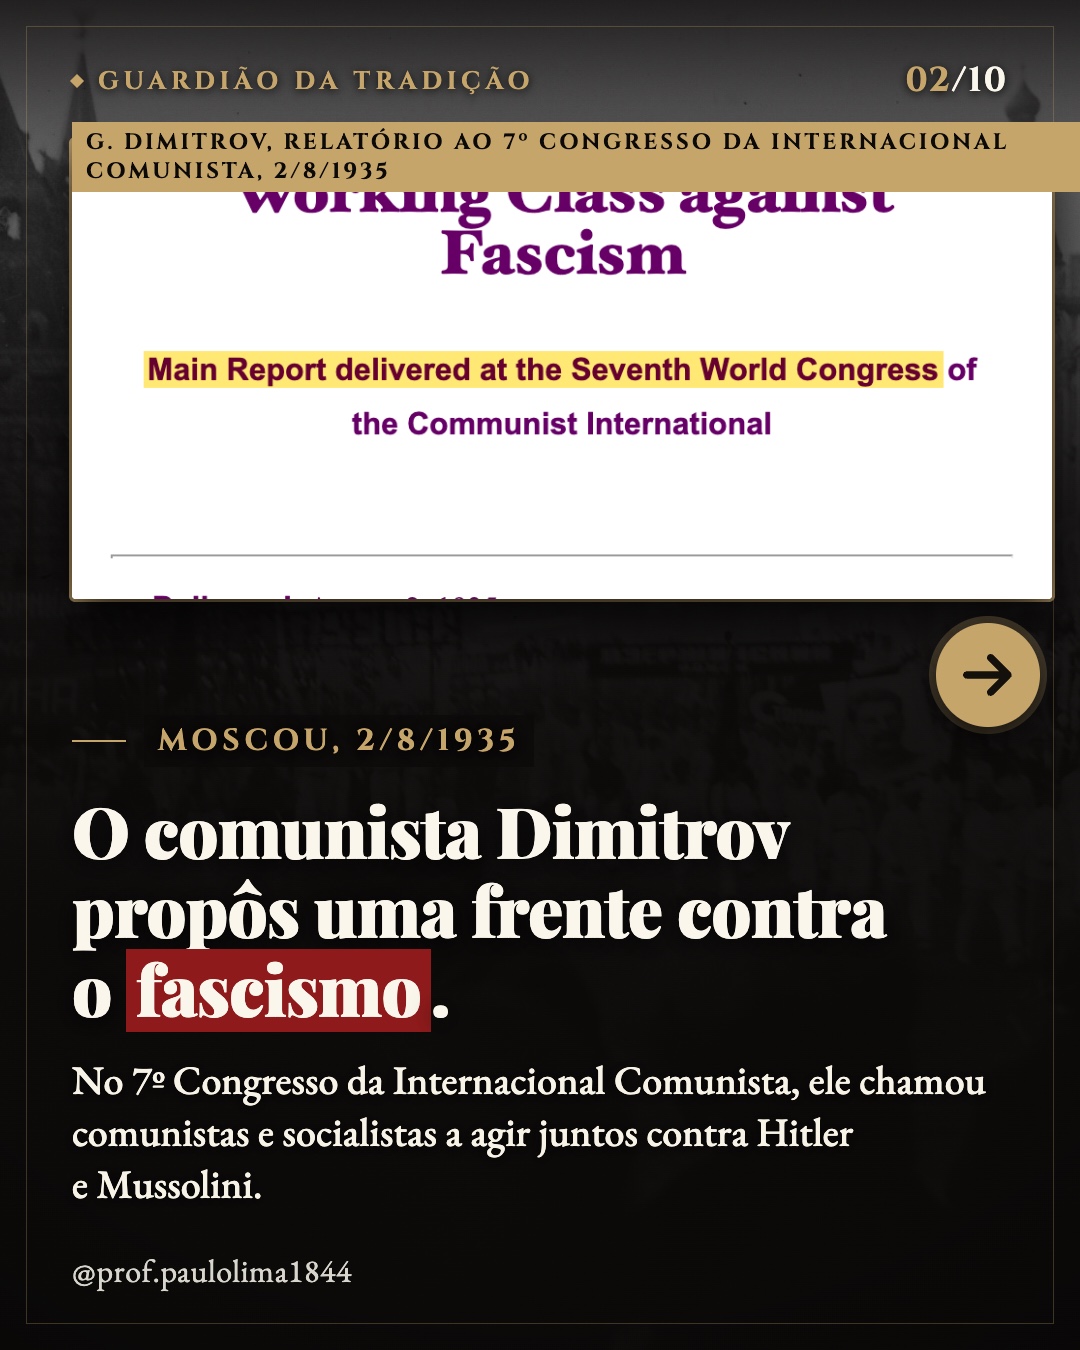 GUARDIÃO DA TRADIÇÃO
02/10
G. DIMITROV, RELATÓRIO AO 7º CONGRESSO DA INTERNACIONAL
COMUNISTA, 2/8/1935
Working Class against
Fascism
Main Report delivered at the Seventh World Congress of
the Communist International
MOSCOU, 2/8/1935
O comunista Dimitrov
propôs uma frente contra
o fascismo.
No 7º Congresso da Internacional Comunista, ele chamou
comunistas e socialistas a agir juntos contra Hitler
e Mussolini.
@prof.paulolima1844